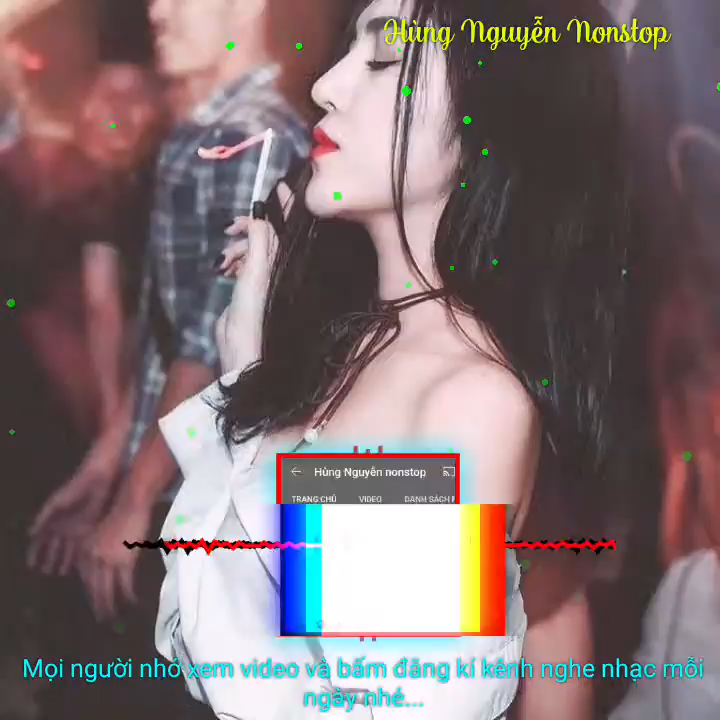 Hùng Nguyễn Nonstop
Hùng Nguyễn nonstop
TRANG CHỦ VIDEO DANH SÁCH
Mọi người nhớ xem video và bấm đăng kí kênh nghe nhạc mỗi
ngày nhé...